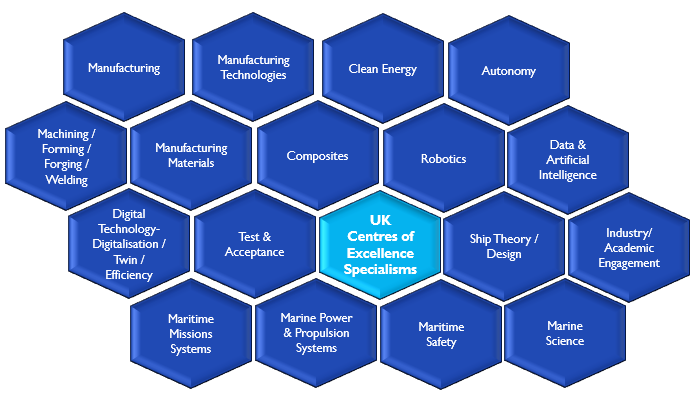 Manufacturing
Manufacturing
Technologies
Clean Energy
Autonomy
Machining /
Forming /
Forging /
Welding
Manufacturing
Materials
Composites
Robotics
Data &
Artificial
Intelligence
Digital
Technology-
Digitalisation /
Twin /
Efficiency
Test &
Acceptance
UK
Centres of
Excellence
Specialisms
Ship Theory /
Design
Industry/
Academic
Engagement
Maritime
Missions
Systems
Marine Power
& Propulsion
Systems
Maritime
Safety
Marine
Science